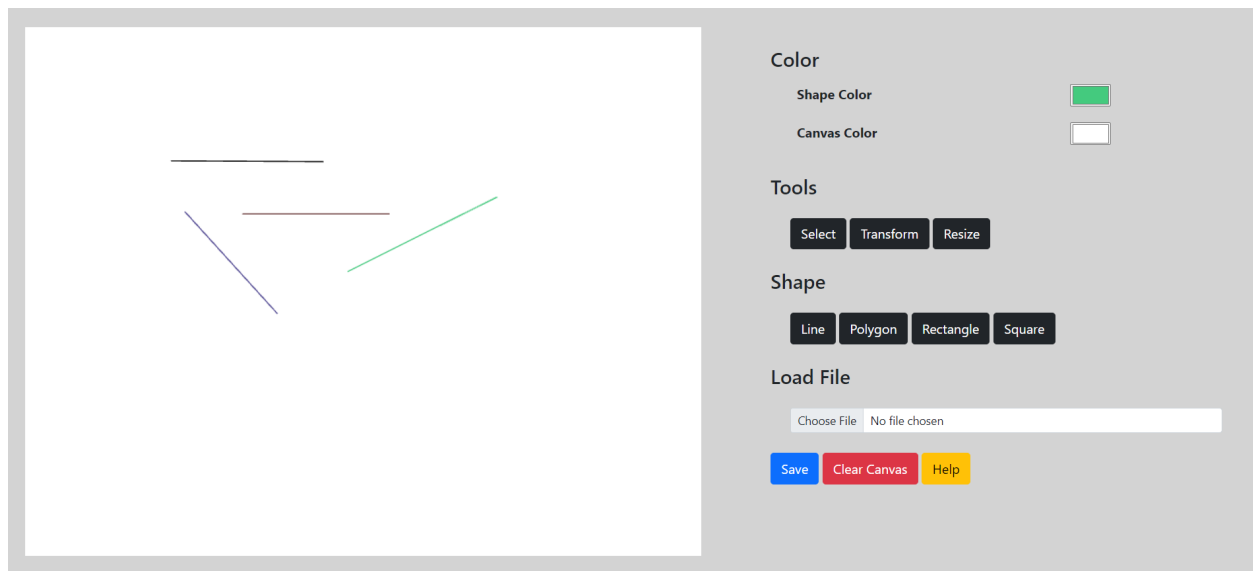 Color
Shape Color
Canvas Color
Tools
Select Transform Resize
Shape
Line Polygon Rectangle Square
Load File
Choose File No file chosen
Save Clear Canvas Help